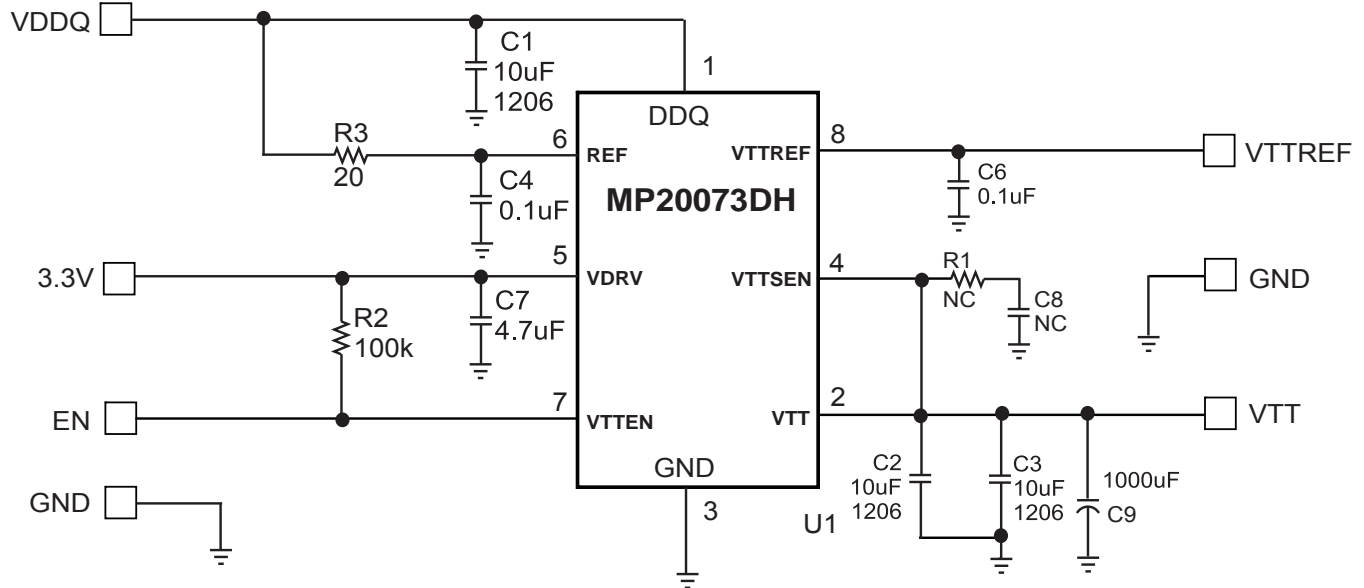 VDDQ
C1
10uF
1206
1
DDQ
R3
20
6
REF
VTTREF
8
VTTREF
C4
0.1uF
MP20073DH
C6
0.1uF
3.3V
5
VDRV
VTTSEN
4
R1
NC
GND
C7
4.7uF
C8
NC
R2
100k
EN
7
VTTEN
VTT
2
VTT
GND
GND
3
U1
C2
10uF
1206
C3
10uF
1206
1000uF
C9